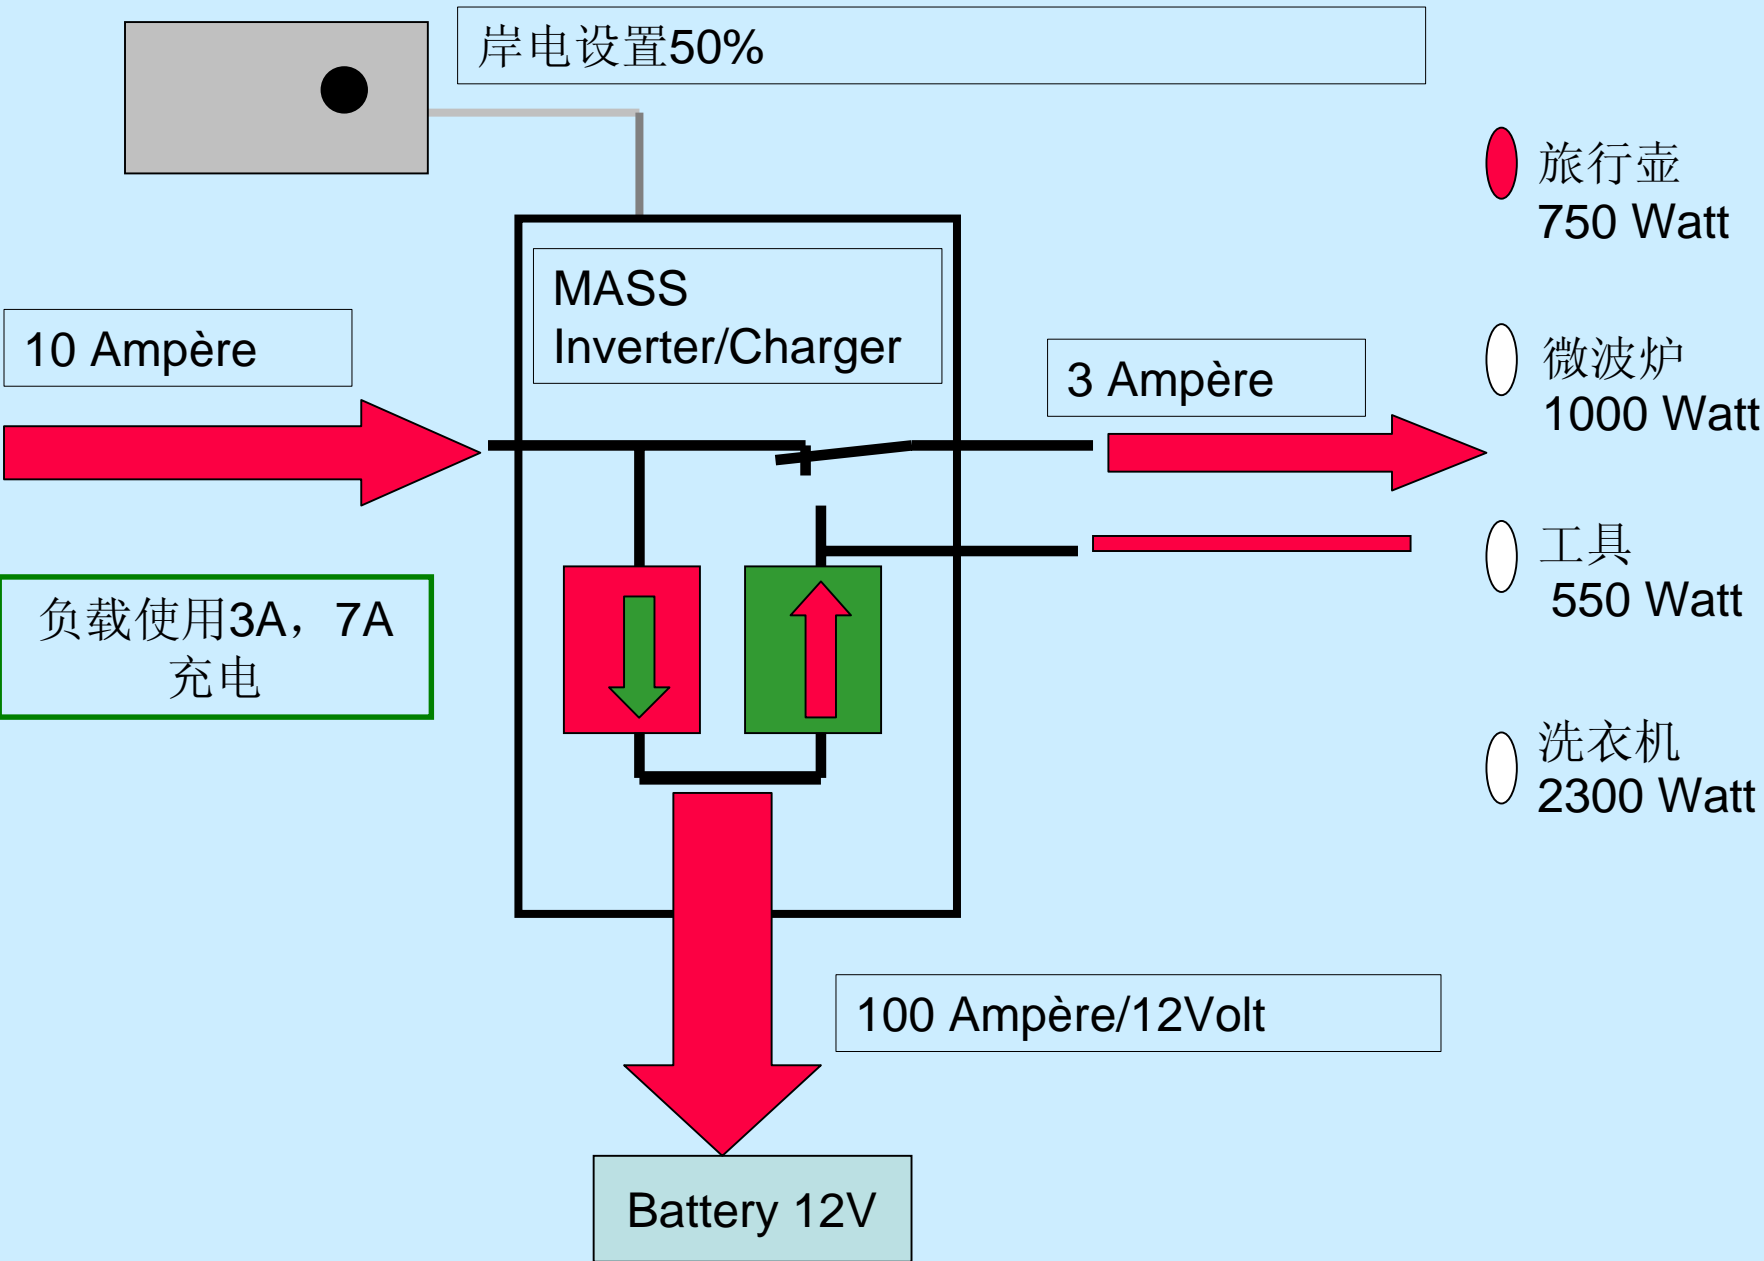 岸电设置50%
旅行壶
750 Watt
MASS
Inverter/Charger
10 Ampère
3 Ampère
微波炉
1000 Watt
工具
550 Watt
负载使用3A，7A
充电
洗衣机
2300 Watt
100 Ampère/12Volt
Battery 12V